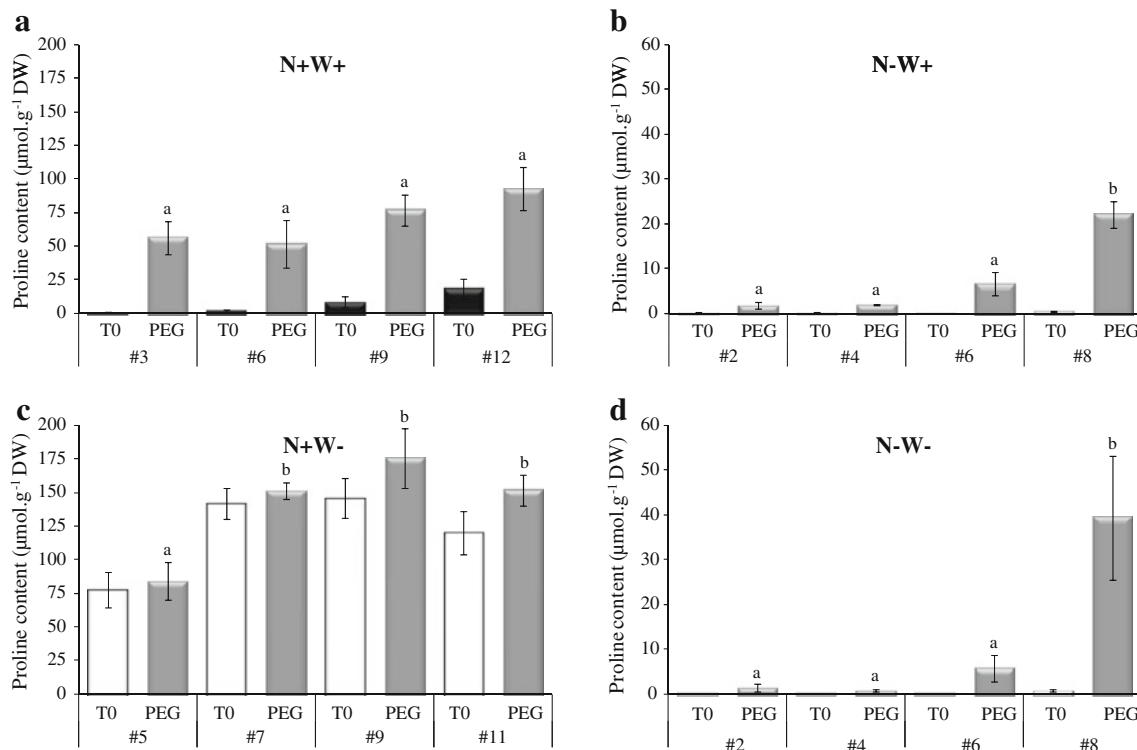 a
N+W+
Proline content (µmol.g⁻¹ DW)
200
175
150
125
100
75
50
25
0
a
a
a
a
T0 PEG T0 PEG T0 PEG T0 PEG
#3 #6 #9 #12
b
N-W+
Proline content (µmol.g⁻¹ DW)
60
50
40
30
20
10
0
a
a
a
b
T0 PEG T0 PEG T0 PEG T0 PEG
#2 #4 #6 #8
c
N+W-
Proline content (µmol.g⁻¹ DW)
200
175
150
125
100
75
50
25
0
a
b
b
b
T0 PEG T0 PEG T0 PEG T0 PEG
#5 #7 #9 #11
d
N-W-
Proline content (µmol.g⁻¹ DW)
60
50
40
30
20
10
0
a
a
a
b
T0 PEG T0 PEG T0 PEG T0 PEG
#2 #4 #6 #8